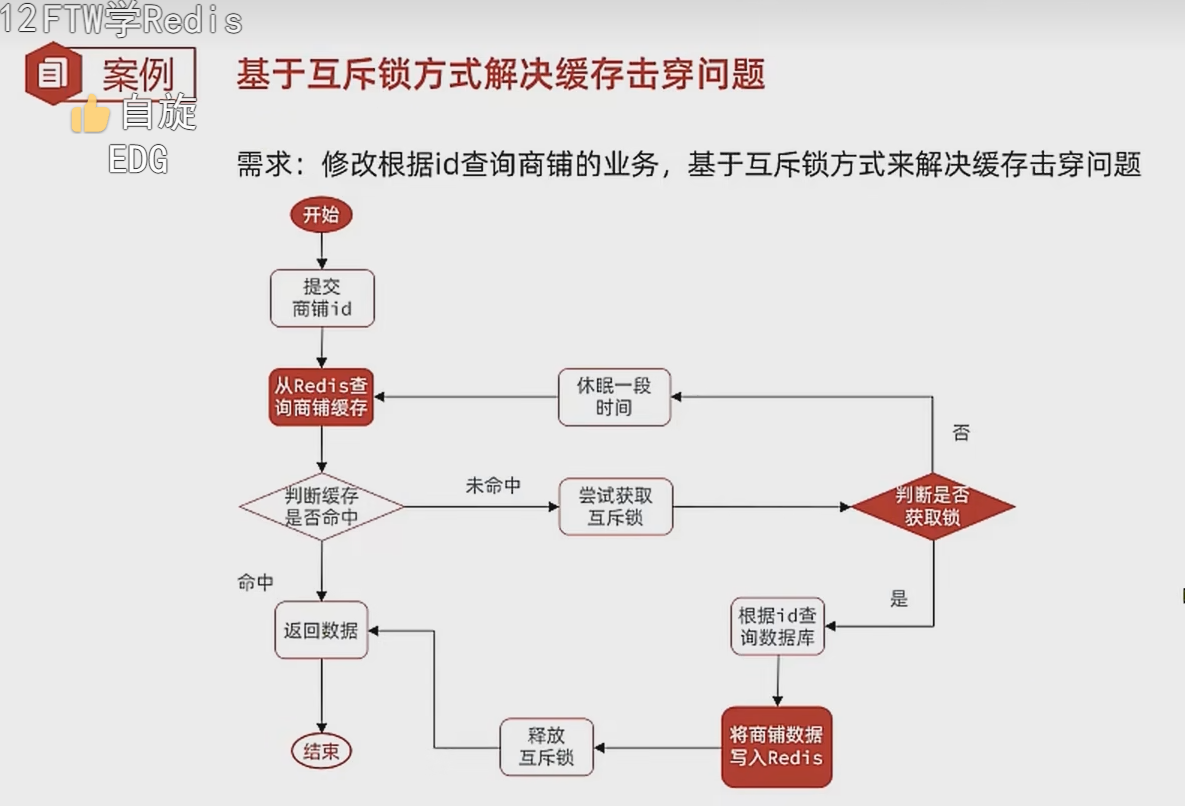 12FTW学Redis
案例
自旋
EDG
基于互斥锁方式解决缓存击穿问题
需求：修改根据id查询商铺的业务，基于互斥锁方式来解决缓存击穿问题
开始
提交
商铺id
从Redis查
询商铺缓存
休眠一段
时间
否
判断缓存
是否命中
未命中
尝试获取
互斥锁
判断是否
获取锁
命中
是
返回数据
根据id查
询数据库
结束
释放
互斥锁
将商铺数据
写入Redis